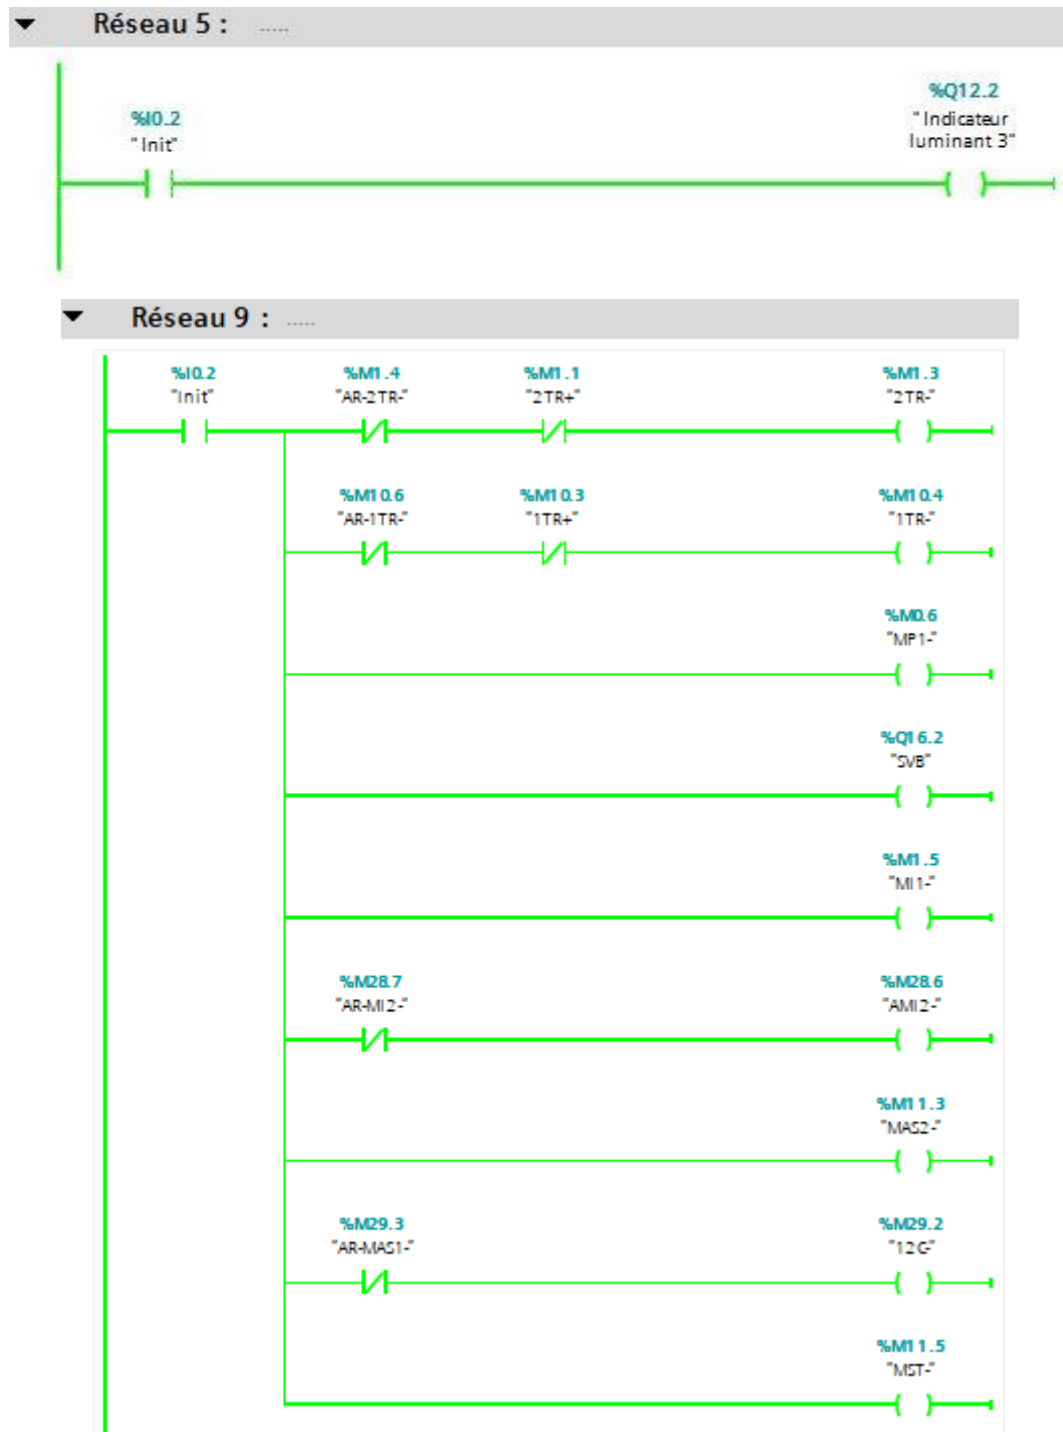 Réseau 5 : .....
%Q12.2
%I0.2
"Indicateur
"Init"
luminant 3"
Réseau 9 : .....
%I0.2 %M1.4 %M1.1 %M1.3
"Init" "AR-2TR-" "2TR+" "2TR-"
%M10.6 %M10.3 %M10.4
"AR-1TR-" "1TR+" "1TR-"
%M0.6
"MP1-"
%Q16.2
"SVB"
%M1.5
"MI1-"
%M28.7 %M28.6
"AR-MI2-" "AMI2-"
%M11.3
"MAS2-"
%M29.3 %M29.2
"AR-MAS1-" "12G-"
%M11.5
"MST-"